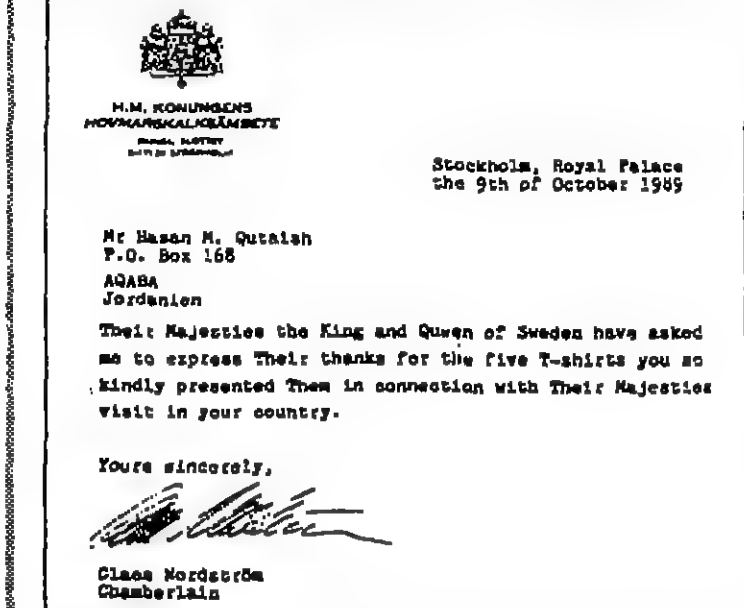 H.M. KONUNGENS
HOVMARSKALKSÄMBETE
Stockholm, Royal Palace
the 9th of October 1989
Mr Hasan M. Qutaish
P.O. Box 168
AQABA
Jordanien
Their Majesties the King and Queen of Sweden have asked
me to express Their thanks for the five T-shirts you so
kindly presented Them in connection with Their Majesties
visit in your country.
Yours sincerely,
Claes Nordström
Chamberlain